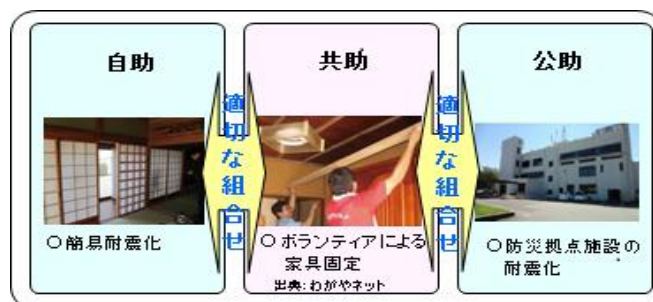 自助
○簡易耐震化
適切な組合せ
共助
○ボランティアによる
家具固定
出典:わがやネット
適切な組合せ
公助
○防災拠点施設の
耐震化